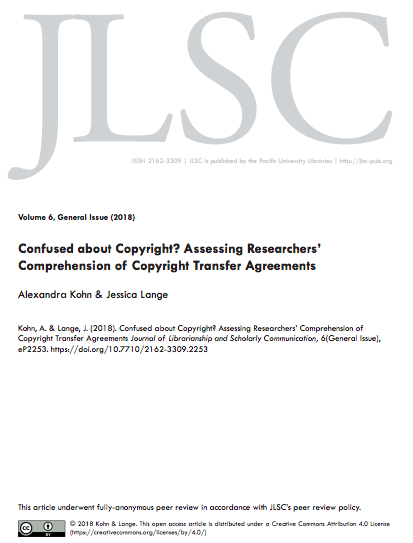 JLSC
ISSN 2162-3309 | JLSC is published by the Pacific University Libraries | http://jlsc-pub.org
Volume 6, General Issue (2018)
Confused about Copyright? Assessing Researchers’
Comprehension of Copyright Transfer Agreements
Alexandra Kohn & Jessica Lange
Kohn, A. & Lange, J. (2018). Confused about Copyright? Assessing Researchers’ Comprehension of
Copyright Transfer Agreements Journal of Librarianship and Scholarly Communication, 6(General Issue),
eP2253. https://doi.org/10.7710/2162-3309.2253
This article underwent fully-anonymous peer review in accordance with JLSC’s peer review policy.
cc BY © 2018 Kohn & Lange. This open access article is distributed under a Creative Commons Attribution 4.0 License
(https://creativecommons.org/licenses/by/4.0/)